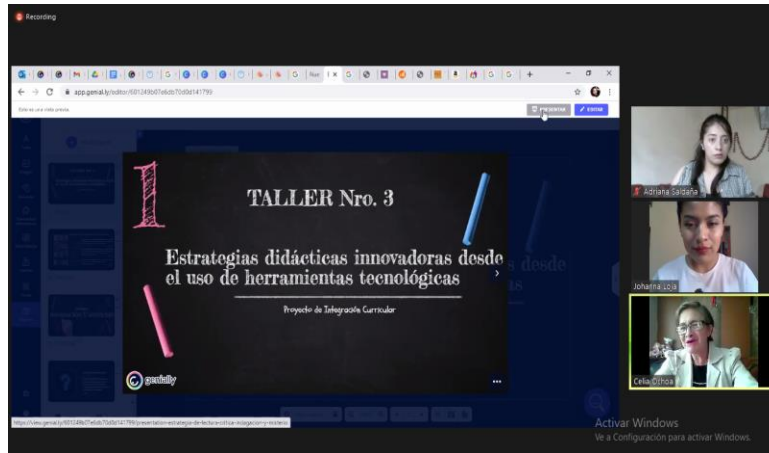 Recording
app.genial.ly/editor/601249b07e6db70d0d141799
Esta es una vista previa
PRESENTAR
EDITAR
TALLER Nro. 3
Estrategias didácticas innovadoras desde
el uso de herramientas tecnológicas
Proyecto de Integración Curricular
genially
s desde
as
Adriana Saldaña
Johanna Loja
Celia Ochoa
Activar Windows
Ve a Configuración para activar Windows.